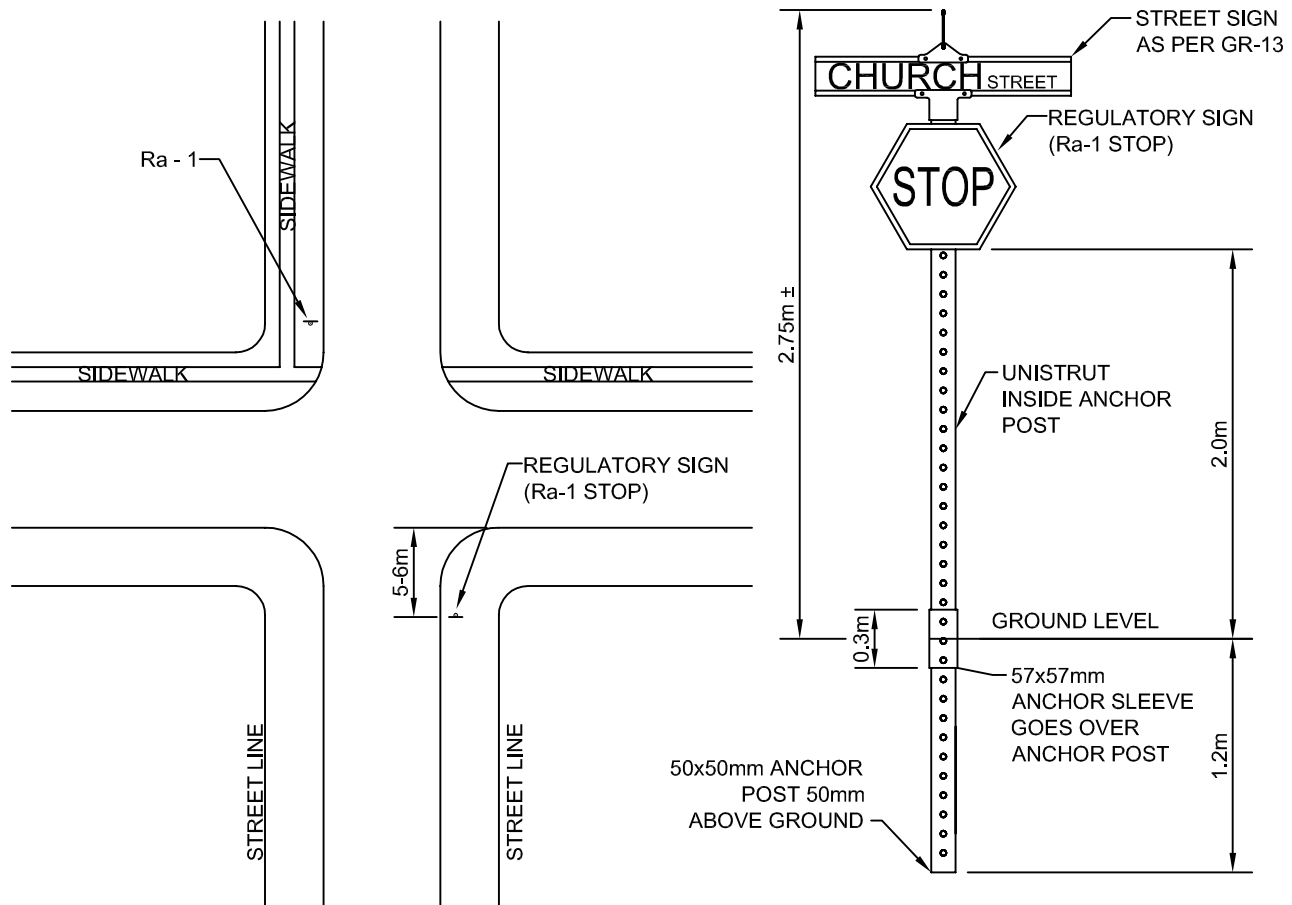 STREET SIGN
AS PER GR-13
CHURCH STREET
REGULATORY SIGN
(Ra-1 STOP)
STOP
Ra - 1
SIDEWALK
SIDEWALK
SIDEWALK
2.75m ±
UNISTRUT
INSIDE ANCHOR
POST
2.0m
REGULATORY SIGN
(Ra-1 STOP)
5-6m
0.3m
GROUND LEVEL
57x57mm
ANCHOR SLEEVE
GOES OVER
ANCHOR POST
1.2m
50x50mm ANCHOR
POST 50mm
ABOVE GROUND
STREET LINE
STREET LINE